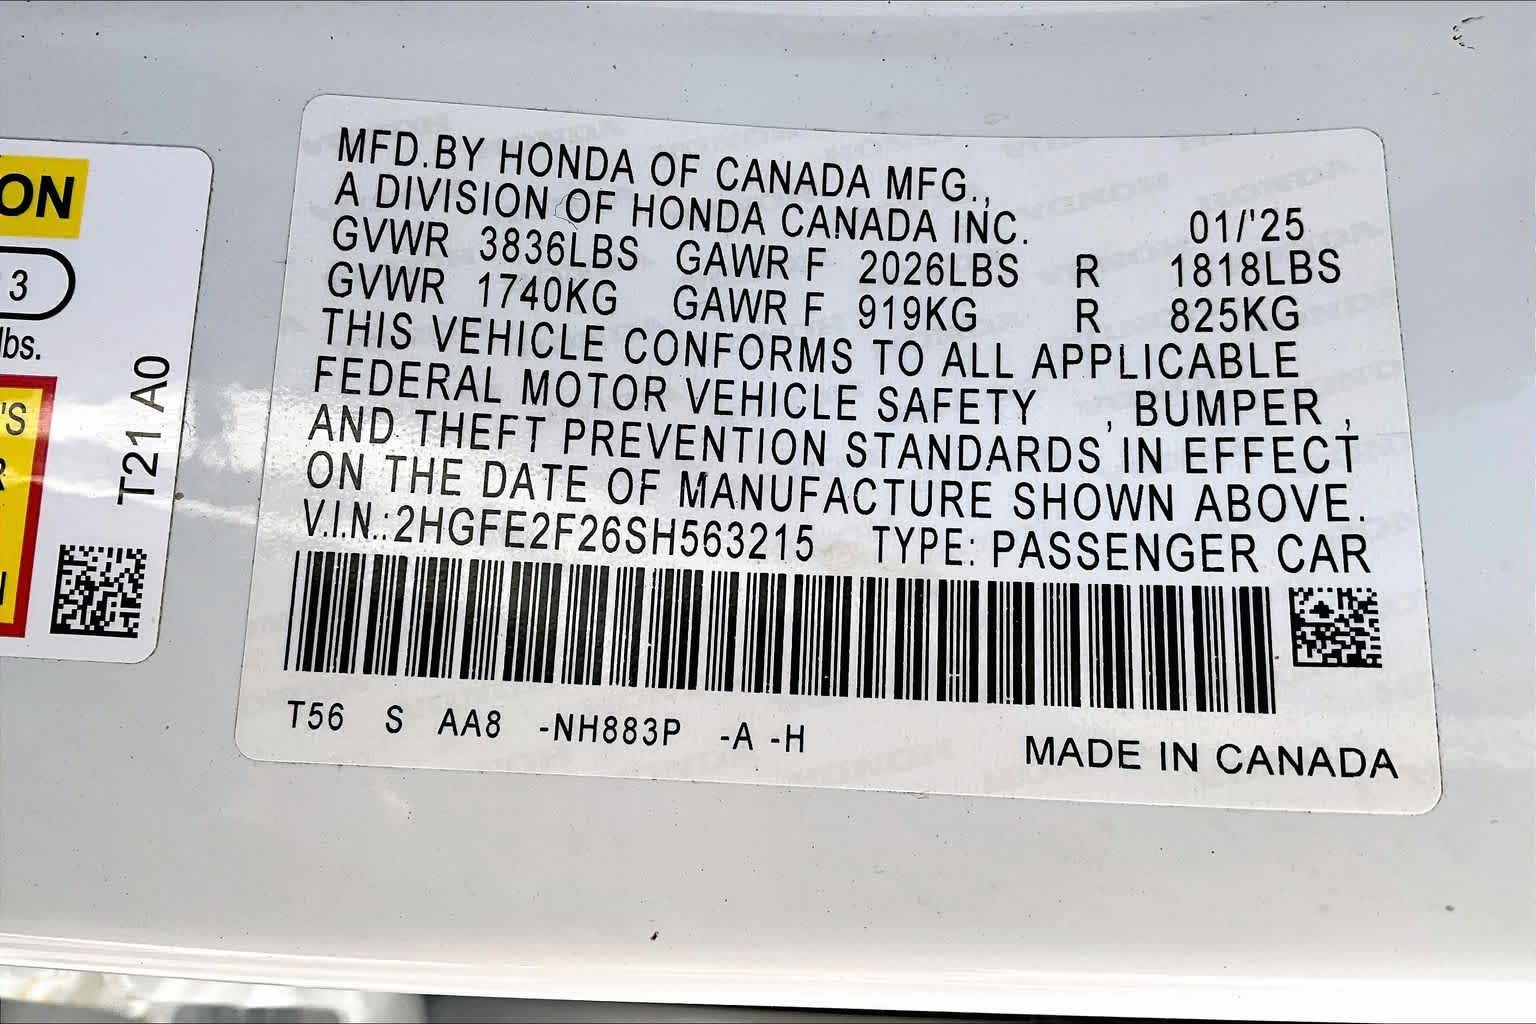 ON
3
lbs.
'S
R
T21 A0
MFD.BY HONDA OF CANADA MFG.,
A DIVISION OF HONDA CANADA INC. 01/'25
GVWR 3836LBS GAWR F 2026LBS R 1818LBS
GVWR 1740KG GAWR F 919KG R 825KG
THIS VEHICLE CONFORMS TO ALL APPLICABLE
FEDERAL MOTOR VEHICLE SAFETY , BUMPER ,
AND THEFT PREVENTION STANDARDS IN EFFECT
ON THE DATE OF MANUFACTURE SHOWN ABOVE.
V.I.N.:2HGFE2F26SH563215 TYPE: PASSENGER CAR
T56 S AA8 -NH883P -A -H
MADE IN CANADA